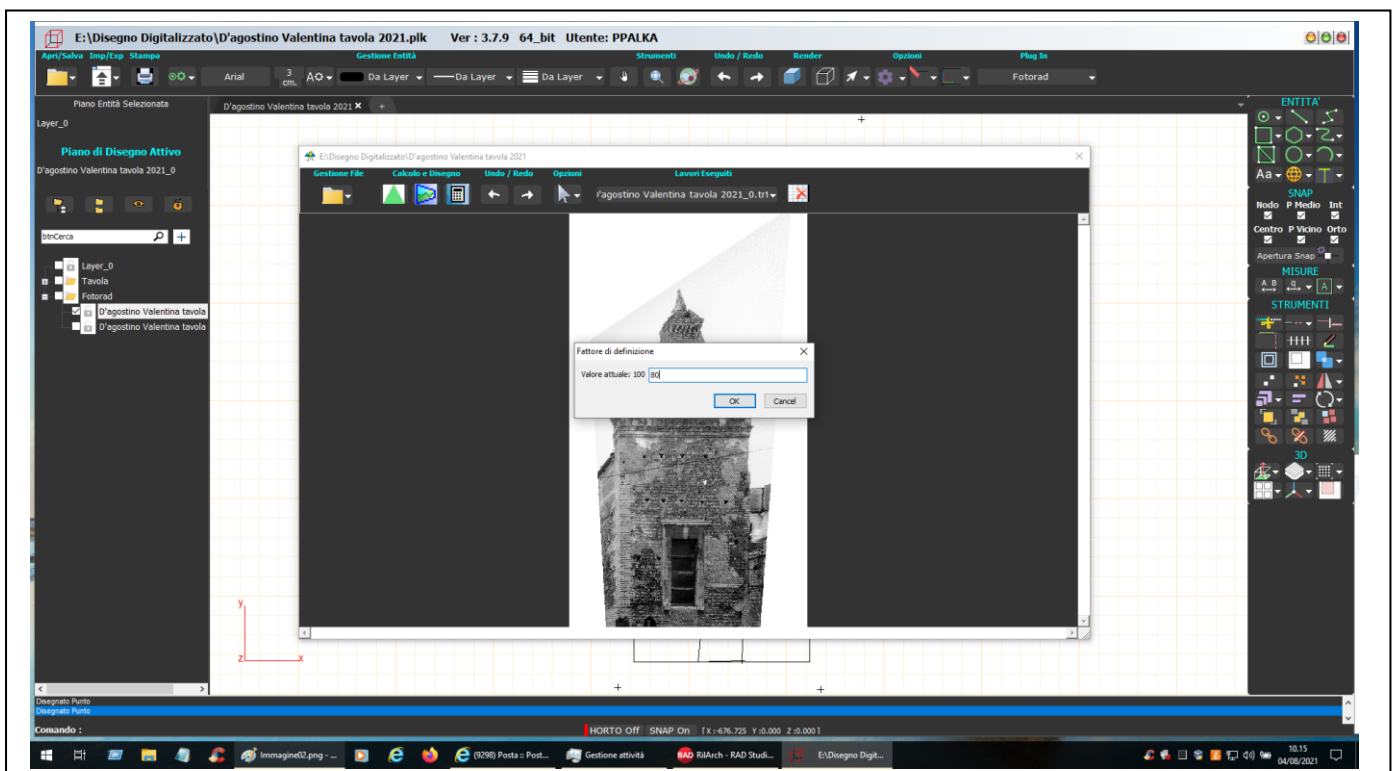 E:\Disegno Digitalizzato\D'agostino Valentina tavola 2021.plk Ver : 3.7.9 64_bit Utente: PPALKA
Apri/Salva Imp/Exp Stampa Gestione Entità Strumenti Undo / Redo Render Opzioni Plug In
Arial 3 cm. Da Layer Da Layer Da Layer Fotorad
Piano Entità Selezionata
D'agostino Valentina tavola 2021 × +
ENTITA'
Layer_0
Piano di Disegno Attivo
D'agostino Valentina tavola 2021_0
E:\Disegno Digitalizzato\D'agostino Valentina tavola 2021
Gestione File Calcolo e Disegno Undo / Redo Opzioni Lavori Eseguiti
'agostino Valentina tavola 2021_0.trt
Aa
SNAP
Nodo P Medio Int
Centro P Vicino Orto
Apertura Snap
MISURE
A B q A
STRUMENTI
3D
btnCerca
Layer_0
Tavola
Fotorad
D'agostino Valentina tavola
D'agostino Valentina tavola
Fattore di definizione
Valore attuale: 100 80
OK Cancel
y
z x
Disegnato Punto
Disegnato Punto
Comando :
HORTO Off SNAP On [ X :-676.725 Y :0.000 Z :0.000 ]
Immagine02.png - ... (9298) Posta :: Post... Gestione attività RAD RilArch - RAD Studi... E:\Disegno Digit...
10.15
04/08/2021